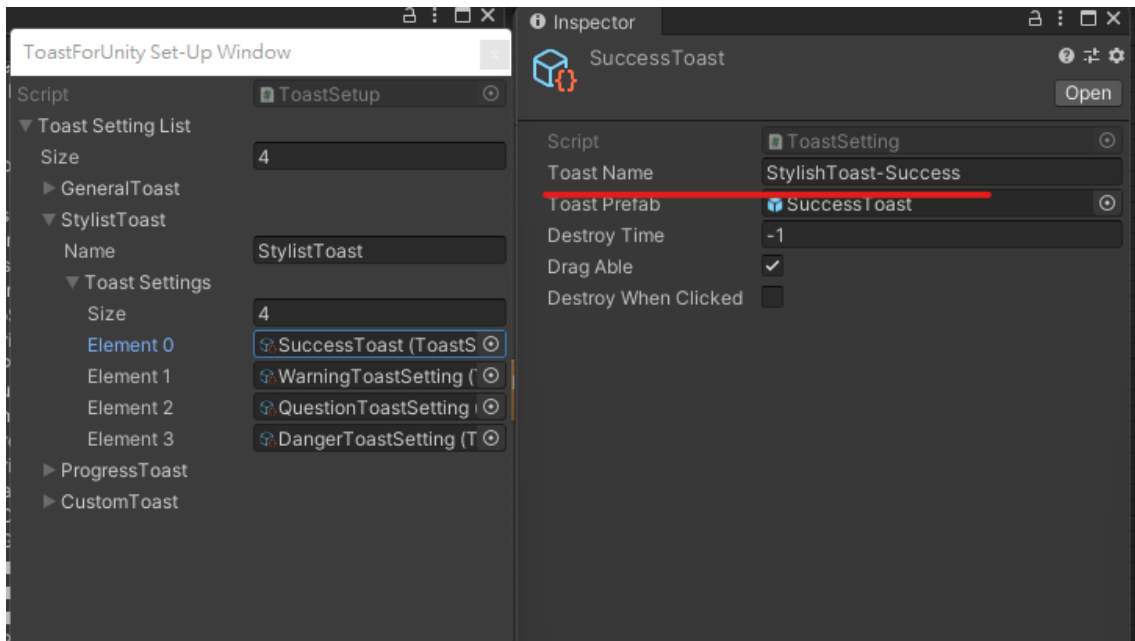 ToastForUnity Set-Up Window
Script
ToastSetup
Toast Setting List
Size
4
GeneralToast
StylistToast
Name
StylistToast
Toast Settings
Size
4
Element 0
SuccessToast (ToastS
Element 1
WarningToastSetting (
Element 2
QuestionToastSetting
Element 3
DangerToastSetting (T
ProgressToast
CustomToast
Inspector
SuccessToast
Open
Script
ToastSetting
Toast Name
StylishToast-Success
Toast Prefab
SuccessToast
Destroy Time
-1
Drag Able
Destroy When Clicked